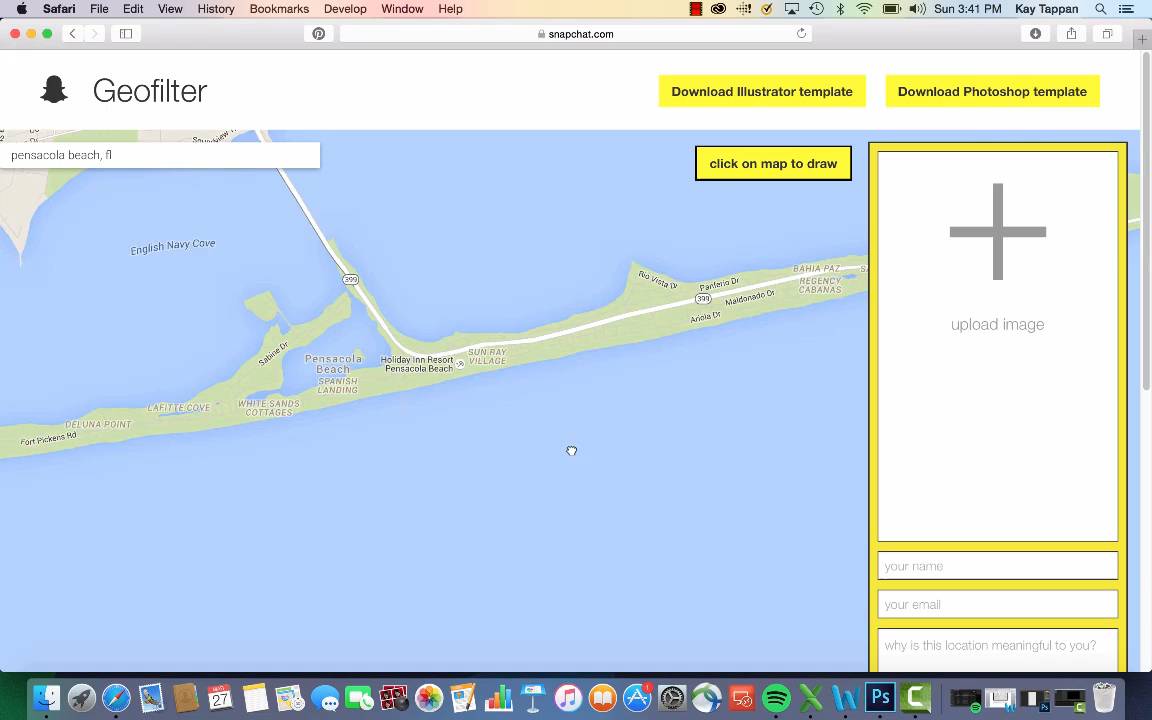 Safari File Edit View History Bookmarks Develop Window Help Sun 3:41 PM Kay Tappan
snapchat.com
Geofilter
Download Illustrator template
Download Photoshop template
pensacola beach, fl
click on map to draw
English Navy Cove
399
Rio Vista Dr
Panferio Dr
BAHIA PAZ
REGENCY
CABANAS
399
Maldonado Dr
Ariola Dr
Sabine Dr
Pensacola
Beach
Holiday Inn Resort
Pensacola Beach
SUN RAY
VILLAGE
SPANISH
LANDING
LAFITTE COVE
WHITE SANDS
COTTAGES
DELUNA POINT
Fort Pickens Rd
upload image
your name
your email
why is this location meaningful to you?
27
1
Ps